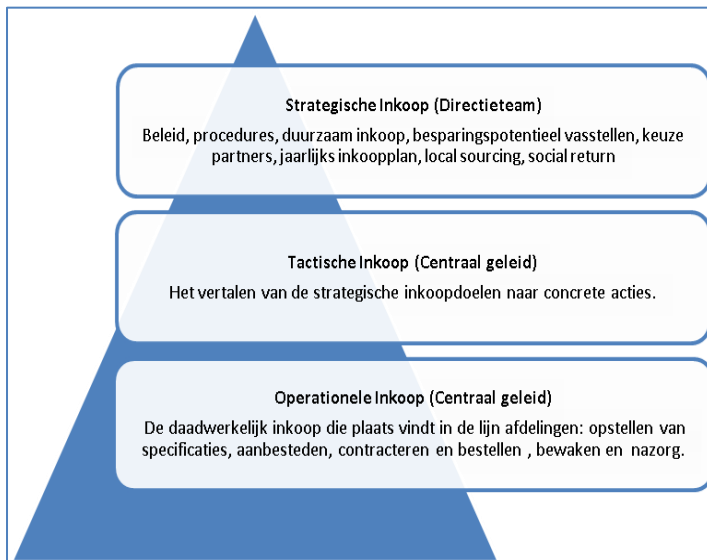 Strategische Inkoop (Directieteam)
Beleid, procedures, duurzaam inkoop, besparingspotentieel vasstellen, keuze
partners, jaarlijks inkoopplan, local sourcing, social return
Tactische Inkoop (Centraal geleid)
Het vertalen van de strategische inkoopdoelen naar concrete acties.
Operationele Inkoop (Centraal geleid)
De daadwerkelijk inkoop die plaats vindt in de lijn afdelingen: opstellen van
specificaties, aanbesteden, contracteren en bestellen , bewaken en nazorg.